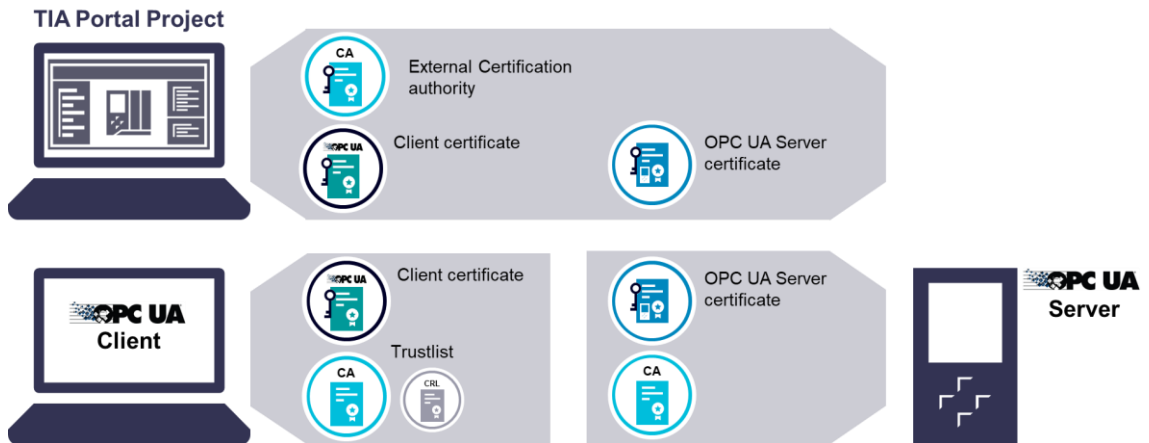 TIA Portal Project
CA
External Certification
authority
OPC UA
Client certificate
OPC UA Server
certificate
OPC UA
Client
OPC UA
Client certificate
Trustlist
CA
CRL
OPC UA Server
certificate
CA
OPC UA
Server